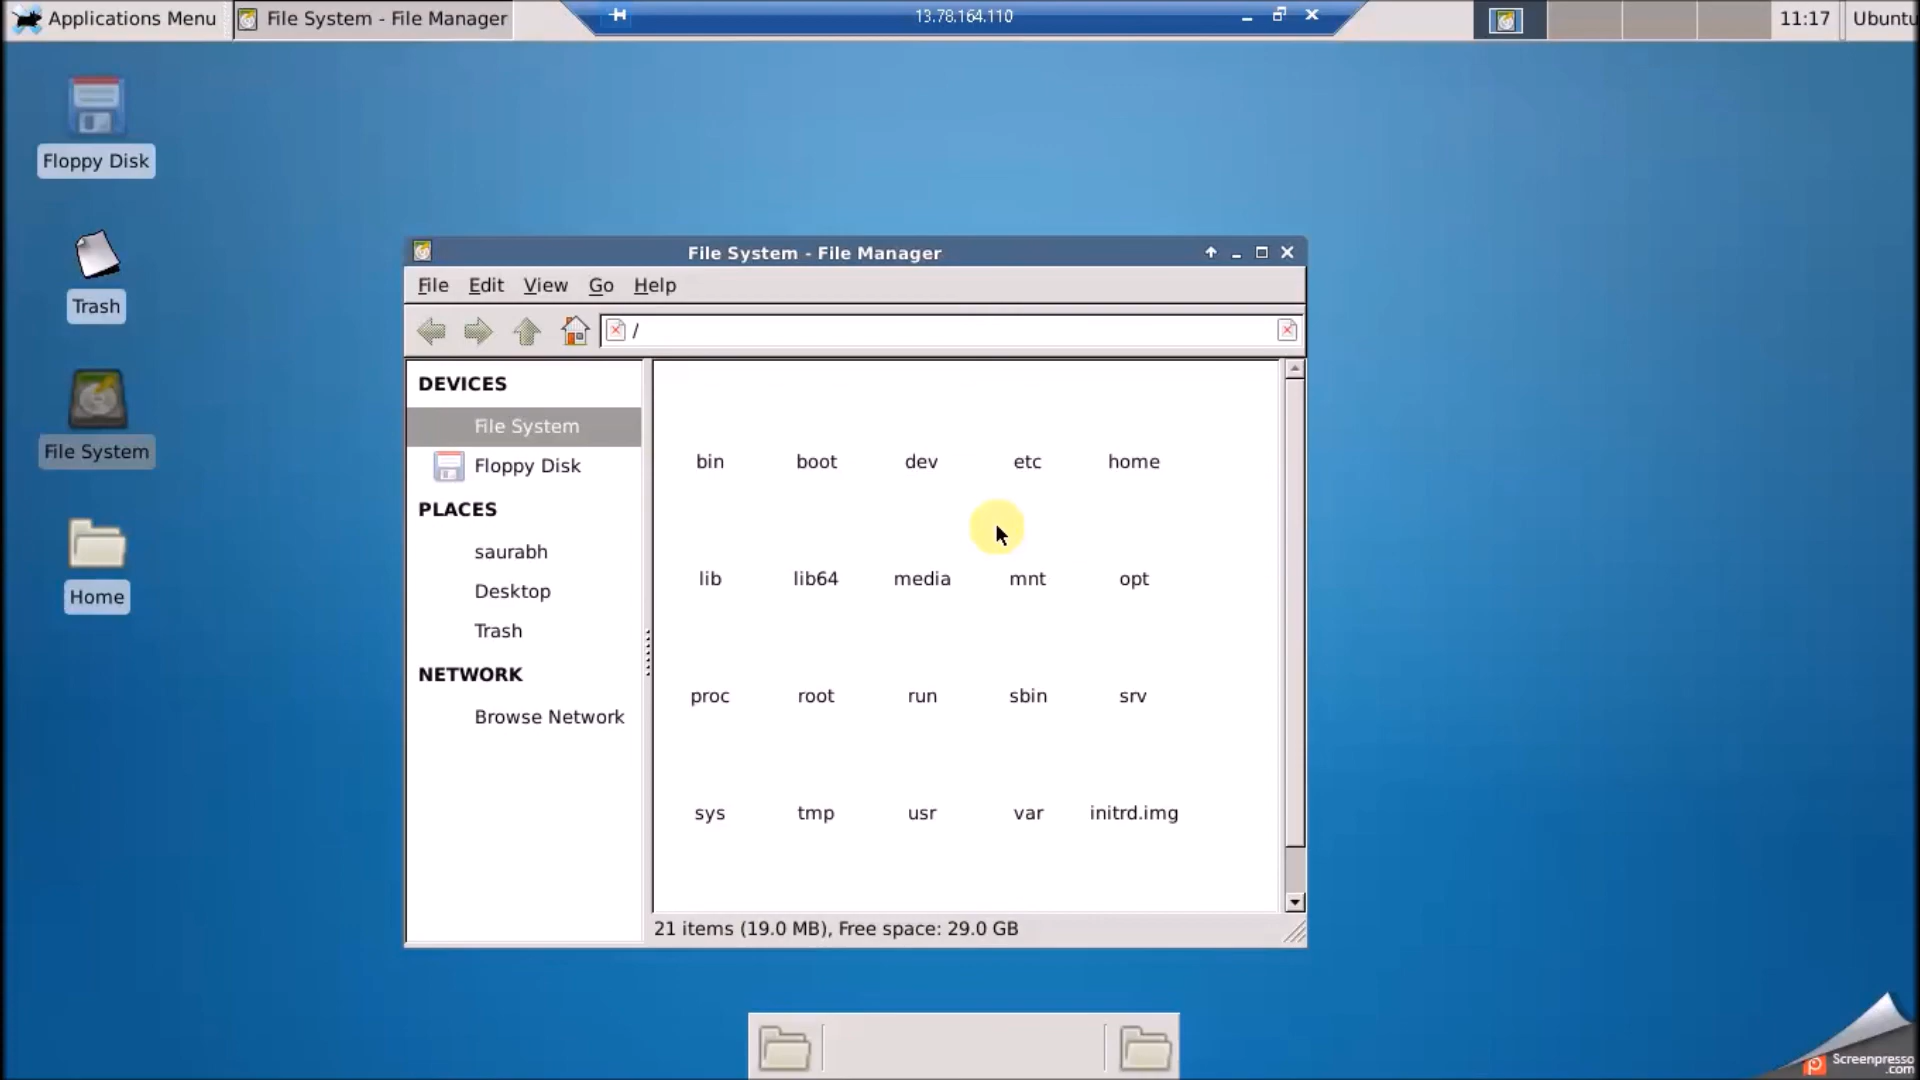 Applications Menu
File System - File Manager
13.78.164.110
11:17
Ubuntu
Floppy Disk
Trash
File System
Home
File System - File Manager
File Edit View Go Help
/
DEVICES
File System
Floppy Disk
PLACES
saurabh
Desktop
Trash
NETWORK
Browse Network
bin boot dev etc home
lib lib64 media mnt opt
proc root run sbin srv
sys tmp usr var initrd.img
21 items (19.0 MB), Free space: 29.0 GB
Screenpresso
.com